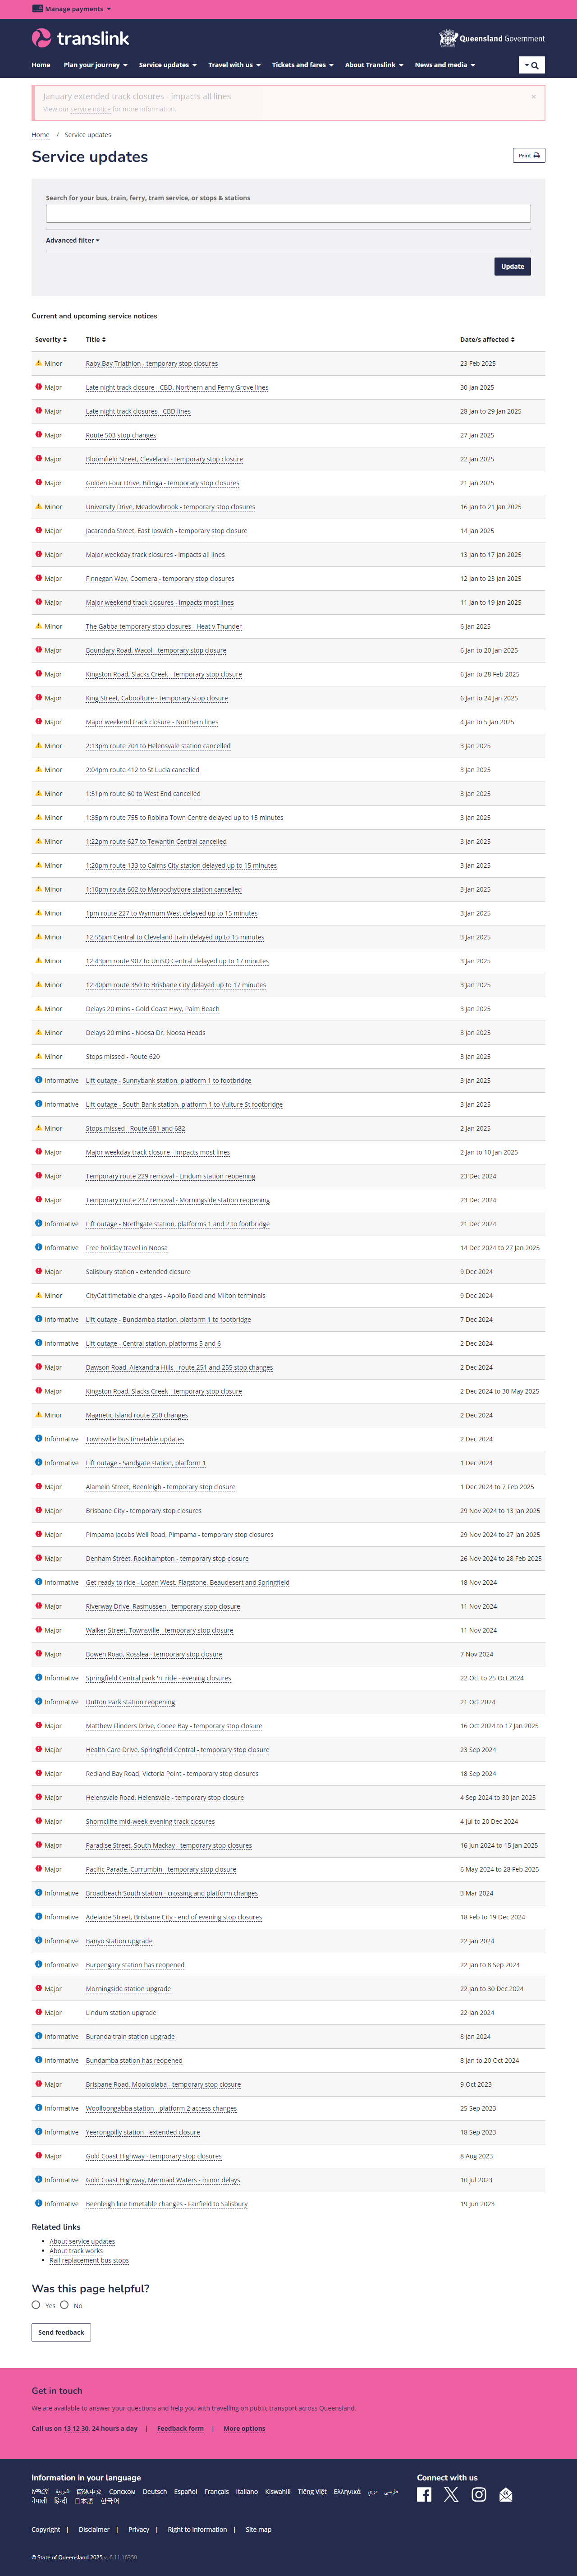 Manage payments
translink
Queensland Government
Home Plan your journey Service updates Travel with us Tickets and fares About Translink News and media
January extended track closures - impacts all lines
View our service notice for more information.
×
Home / Service updates
Service updates
Print
Search for your bus, train, ferry, tram service, or stops & stations
Advanced filter
Update
Current and upcoming service notices
Severity Title Date/s affected
Minor Raby Bay Triathlon - temporary stop closures 23 Feb 2025
Major Late night track closure - CBD, Northern and Ferny Grove lines 30 Jan 2025
Major Late night track closures - CBD lines 28 Jan to 29 Jan 2025
Major Route 503 stop changes 27 Jan 2025
Major Bloomfield Street, Cleveland - temporary stop closure 22 Jan 2025
Major Golden Four Drive, Bilinga - temporary stop closures 21 Jan 2025
Minor University Drive, Meadowbrook - temporary stop closures 16 Jan to 21 Jan 2025
Major Jacaranda Street, East Ipswich - temporary stop closure 14 Jan 2025
Major Major weekday track closures - impacts all lines 13 Jan to 17 Jan 2025
Major Finnegan Way, Coomera - temporary stop closures 12 Jan to 23 Jan 2025
Major Major weekend track closures - impacts most lines 11 Jan to 19 Jan 2025
Minor The Gabba temporary stop closures - Heat v Thunder 6 Jan 2025
Major Boundary Road, Wacol - temporary stop closure 6 Jan to 20 Jan 2025
Major Kingston Road, Slacks Creek - temporary stop closure 6 Jan to 28 Feb 2025
Major King Street, Caboolture - temporary stop closure 6 Jan to 24 Jan 2025
Major Major weekend track closure - Northern lines 4 Jan to 5 Jan 2025
Minor 2:13pm route 704 to Helensvale station cancelled 3 Jan 2025
Minor 2:04pm route 412 to St Lucia cancelled 3 Jan 2025
Minor 1:51pm route 60 to West End cancelled 3 Jan 2025
Minor 1:35pm route 755 to Robina Town Centre delayed up to 15 minutes 3 Jan 2025
Minor 1:22pm route 627 to Tewantin Central cancelled 3 Jan 2025
Minor 1:20pm route 133 to Cairns City station delayed up to 15 minutes 3 Jan 2025
Minor 1:10pm route 602 to Maroochydore station cancelled 3 Jan 2025
Minor 1pm route 227 to Wynnum West delayed up to 15 minutes 3 Jan 2025
Minor 12:55pm Central to Cleveland train delayed up to 15 minutes 3 Jan 2025
Minor 12:43pm route 907 to UniSQ Central delayed up to 17 minutes 3 Jan 2025
Minor 12:40pm route 350 to Brisbane City delayed up to 17 minutes 3 Jan 2025
Minor Delays 20 mins - Gold Coast Hwy, Palm Beach 3 Jan 2025
Minor Delays 20 mins - Noosa Dr, Noosa Heads 3 Jan 2025
Minor Stops missed - Route 620 3 Jan 2025
Informative Lift outage - Sunnybank station, platform 1 to footbridge 3 Jan 2025
Informative Lift outage - South Bank station, platform 1 to Vulture St footbridge 3 Jan 2025
Minor Stops missed - Route 681 and 682 2 Jan 2025
Major Major weekday track closure - impacts most lines 2 Jan to 10 Jan 2025
Major Temporary route 229 removal - Lindum station reopening 23 Dec 2024
Major Temporary route 237 removal - Morningside station reopening 23 Dec 2024
Informative Lift outage - Northgate station, platforms 1 and 2 to footbridge 21 Dec 2024
Informative Free holiday travel in Noosa 14 Dec 2024 to 27 Jan 2025
Major Salisbury station - extended closure 9 Dec 2024
Minor CityCat timetable changes - Apollo Road and Milton terminals 9 Dec 2024
Informative Lift outage - Bundamba station, platform 1 to footbridge 7 Dec 2024
Informative Lift outage - Central station, platforms 5 and 6 2 Dec 2024
Major Dawson Road, Alexandra Hills - route 251 and 255 stop changes 2 Dec 2024
Major Kingston Road, Slacks Creek - temporary stop closure 2 Dec 2024 to 30 May 2025
Minor Magnetic Island route 250 changes 2 Dec 2024
Informative Townsville bus timetable updates 2 Dec 2024
Informative Lift outage - Sandgate station, platform 1 1 Dec 2024
Major Alamein Street, Beenleigh - temporary stop closure 1 Dec 2024 to 7 Feb 2025
Major Brisbane City - temporary stop closures 29 Nov 2024 to 13 Jan 2025
Major Pimpama Jacobs Well Road, Pimpama - temporary stop closures 29 Nov 2024 to 27 Jan 2025
Major Denham Street, Rockhampton - temporary stop closure 26 Nov 2024 to 28 Feb 2025
Informative Get ready to ride - Logan West, Flagstone, Beaudesert and Springfield 18 Nov 2024
Major Riverway Drive, Rasmussen - temporary stop closure 11 Nov 2024
Major Walker Street, Townsville - temporary stop closure 11 Nov 2024
Major Bowen Road, Rosslea - temporary stop closure 7 Nov 2024
Informative Springfield Central park 'n' ride - evening closures 22 Oct to 25 Oct 2024
Informative Dutton Park station reopening 21 Oct 2024
Major Matthew Flinders Drive, Cooee Bay - temporary stop closure 16 Oct 2024 to 17 Jan 2025
Major Health Care Drive, Springfield Central - temporary stop closure 23 Sep 2024
Major Redland Bay Road, Victoria Point - temporary stop closures 18 Sep 2024
Major Helensvale Road, Helensvale - temporary stop closure 4 Sep 2024 to 30 Jan 2025
Major Shorncliffe mid-week evening track closures 4 Jul to 20 Dec 2024
Major Paradise Street, South Mackay - temporary stop closures 16 Jun 2024 to 15 Jan 2025
Major Pacific Parade, Currumbin - temporary stop closure 6 May 2024 to 28 Feb 2025
Informative Broadbeach South station - crossing and platform changes 3 Mar 2024
Informative Adelaide Street, Brisbane City - end of evening stop closures 18 Feb to 19 Dec 2024
Informative Banyo station upgrade 22 Jan 2024
Informative Burpengary station has reopened 22 Jan to 8 Sep 2024
Major Morningside station upgrade 22 Jan to 30 Dec 2024
Major Lindum station upgrade 22 Jan 2024
Informative Buranda train station upgrade 8 Jan 2024
Informative Bundamba station has reopened 8 Jan to 20 Oct 2024
Major Brisbane Road, Mooloolaba - temporary stop closure 9 Oct 2023
Informative Woolloongabba station - platform 2 access changes 25 Sep 2023
Informative Yeerongpilly station - extended closure 18 Sep 2023
Major Gold Coast Highway - temporary stop closures 8 Aug 2023
Informative Gold Coast Highway, Mermaid Waters - minor delays 10 Jul 2023
Informative Beenleigh line timetable changes - Fairfield to Salisbury 19 Jun 2023
Related links
About service updates
About track works
Rail replacement bus stops
Was this page helpful?
Yes No
Send feedback
Get in touch
We are available to answer your questions and help you with travelling on public transport across Queensland.
Call us on 13 12 30, 24 hours a day | Feedback form | More options
Information in your language
አማርኛ العربية 简体中文 Српском Deutsch Español Français Italiano Kiswahili Tiếng Việt Ελληνικά دری فارسی
नेपाली हिन्दी 日本語 한국어
Connect with us
Copyright | Disclaimer | Privacy | Right to information | Site map
© State of Queensland 2025 v. 6.11.16350